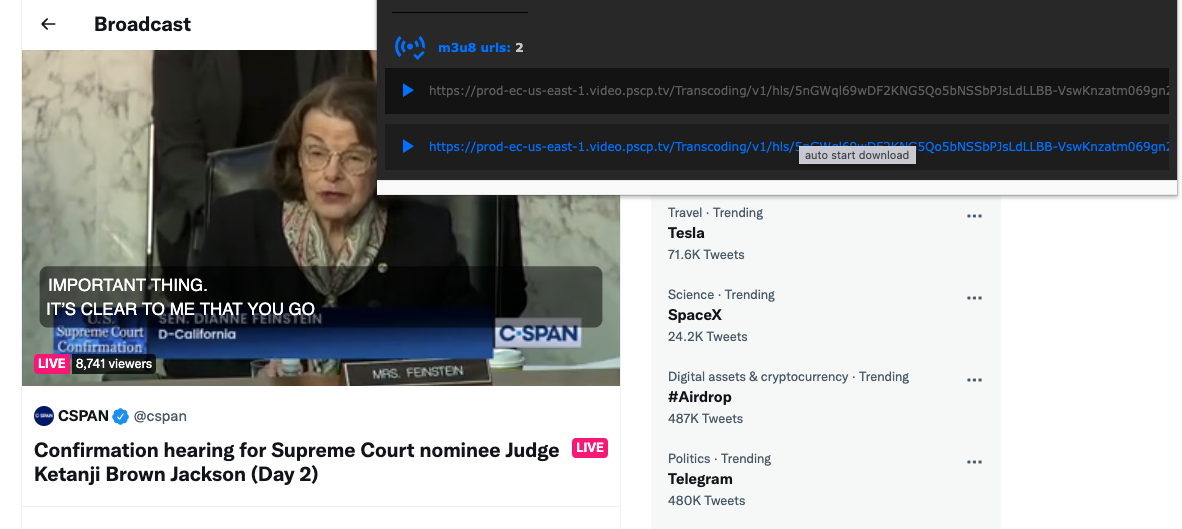 Broadcast
m3u8 urls: 2
https://prod-ec-us-east-1.video.pscp.tv/Transcoding/v1/hls/5nGWql69wDF2KNG5Qo5bNSSbPJsLdLLBB-VswKnzatm069gn2
https://prod-ec-us-east-1.video.pscp.tv/Transcoding/v1/hls/5nGWql69wDF2KNG5Qo5bNSSbPJsLdLLBB-VswKnzatm069gn2
auto start download
IMPORTANT THING.
IT'S CLEAR TO ME THAT YOU GO
U.S.
Supreme Court
Confirmation
SEN. DIANNE FEINSTEIN
D-California
C-SPAN
LIVE 8,741 viewers
MRS. FEINSTEIN
C-SPAN CSPAN @cspan
Confirmation hearing for Supreme Court nominee Judge
Ketanji Brown Jackson (Day 2)
LIVE
Travel · Trending
Tesla
71.6K Tweets
Science · Trending
SpaceX
24.2K Tweets
Digital assets & cryptocurrency · Trending
#Airdrop
487K Tweets
Politics · Trending
Telegram
480K Tweets